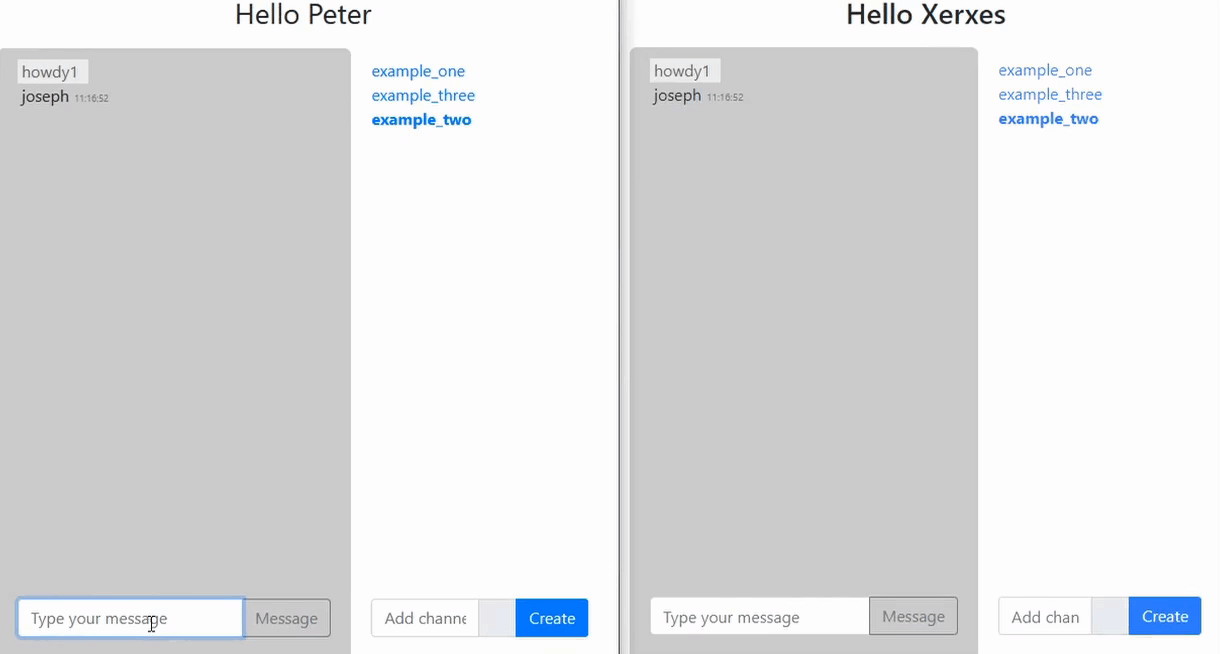 Hello Peter
howdy1
joseph 11:16:52
example_one
example_three
example_two
Type your message
Message
Add channe
Create
Hello Xerxes
howdy1
joseph 11:16:52
example_one
example_three
example_two
Type your message
Message
Add chan
Create